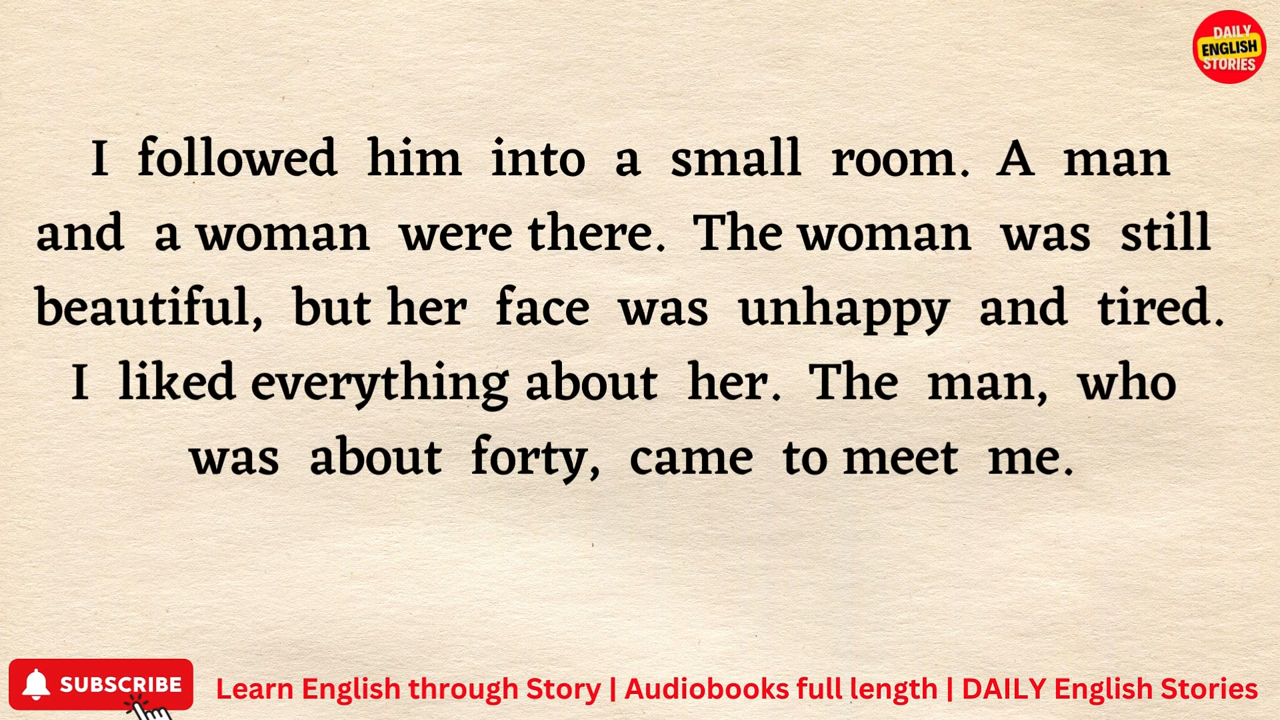 DAILY
ENGLISH
STORIES
I followed him into a small room. A man
and a woman were there. The woman was still
beautiful, but her face was unhappy and tired.
I liked everything about her. The man, who
was about forty, came to meet me.
SUBSCRIBE
Learn English through Story | Audiobooks full length | DAILY English Stories